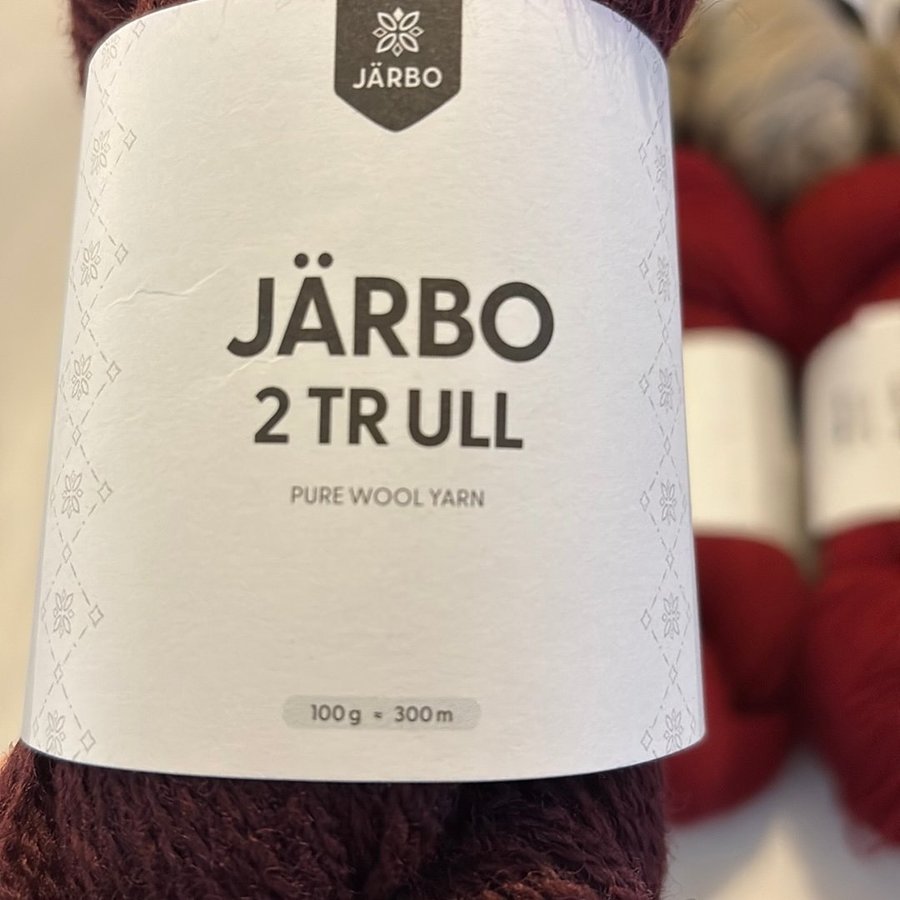 JÄRBO
JÄRBO
2 TR ULL
PURE WOOL YARN
100 g ≈ 300 m